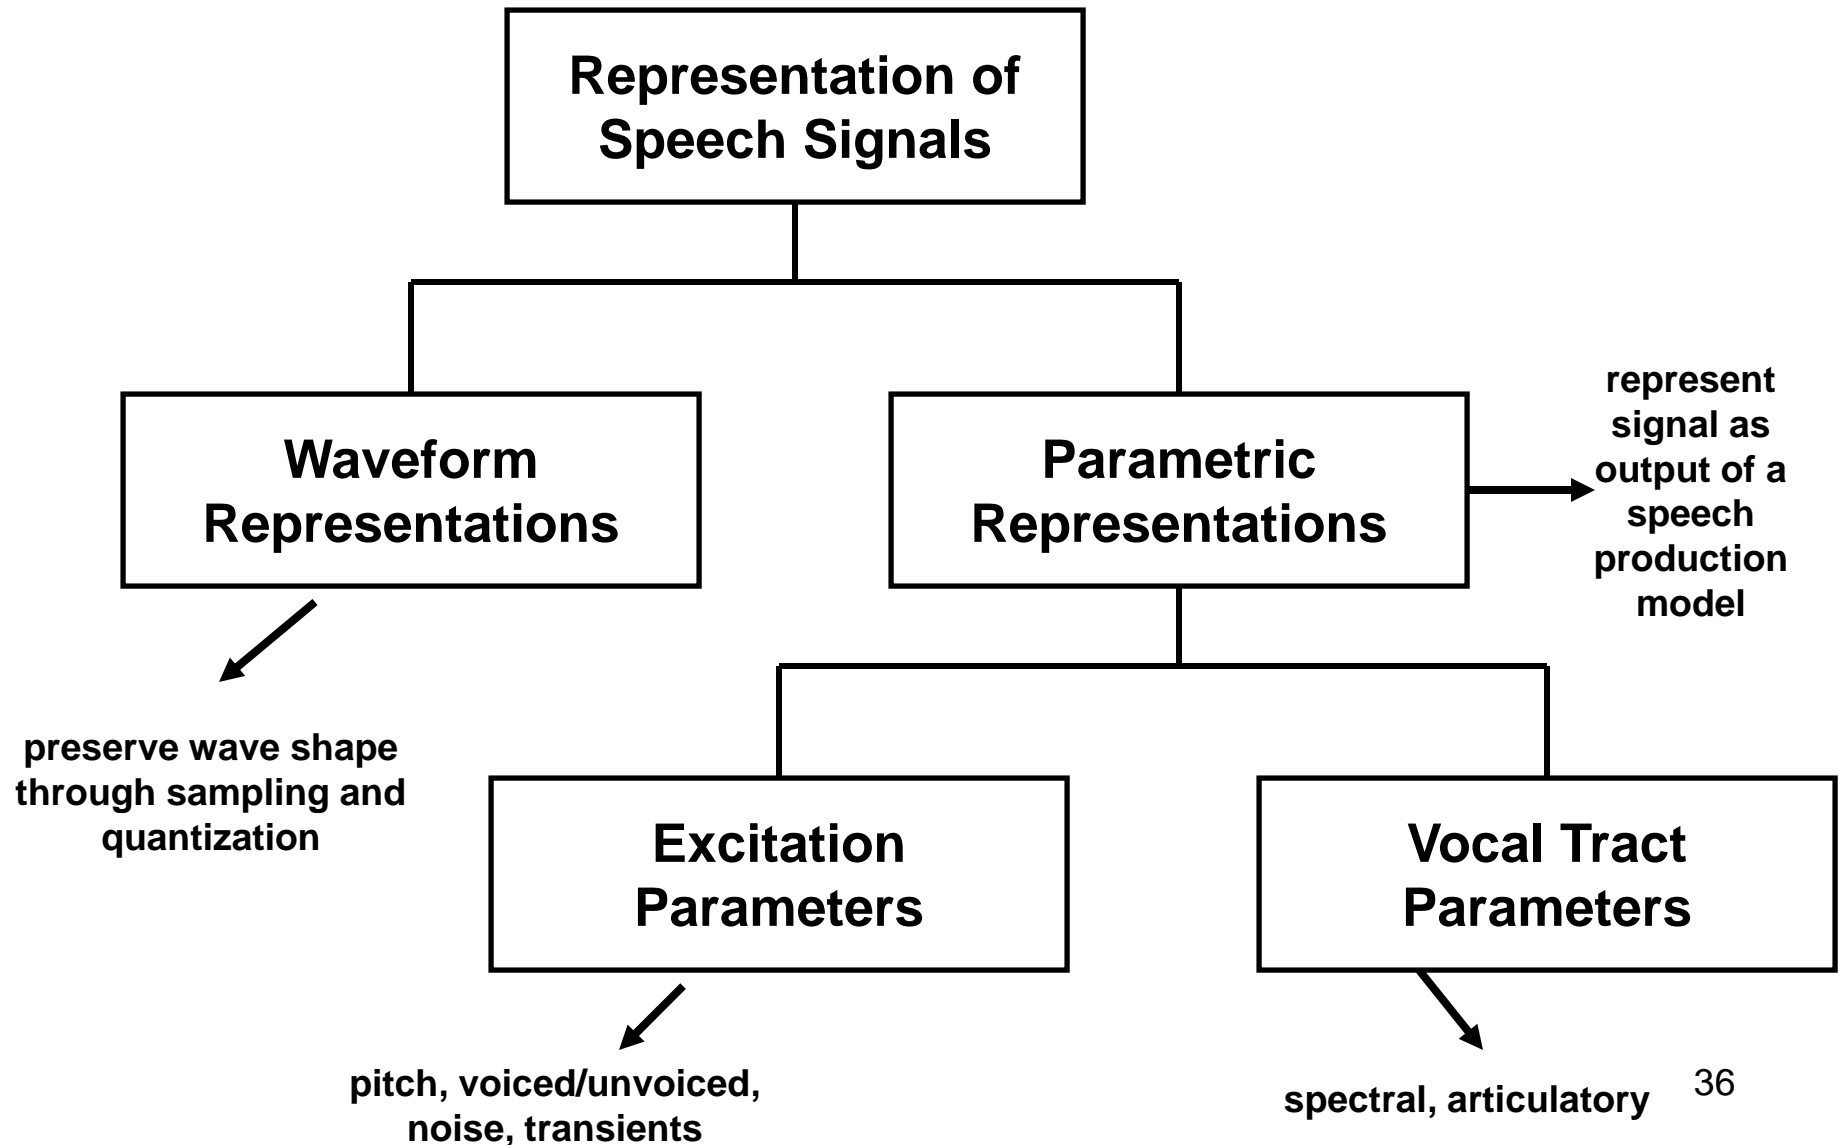 Representation of
Speech Signals
Waveform
Representations
Parametric
Representations
represent
signal as
output of a
speech
production
model
preserve wave shape
through sampling and
quantization
Excitation
Parameters
Vocal Tract
Parameters
pitch, voiced/unvoiced,
noise, transients
spectral, articulatory
36